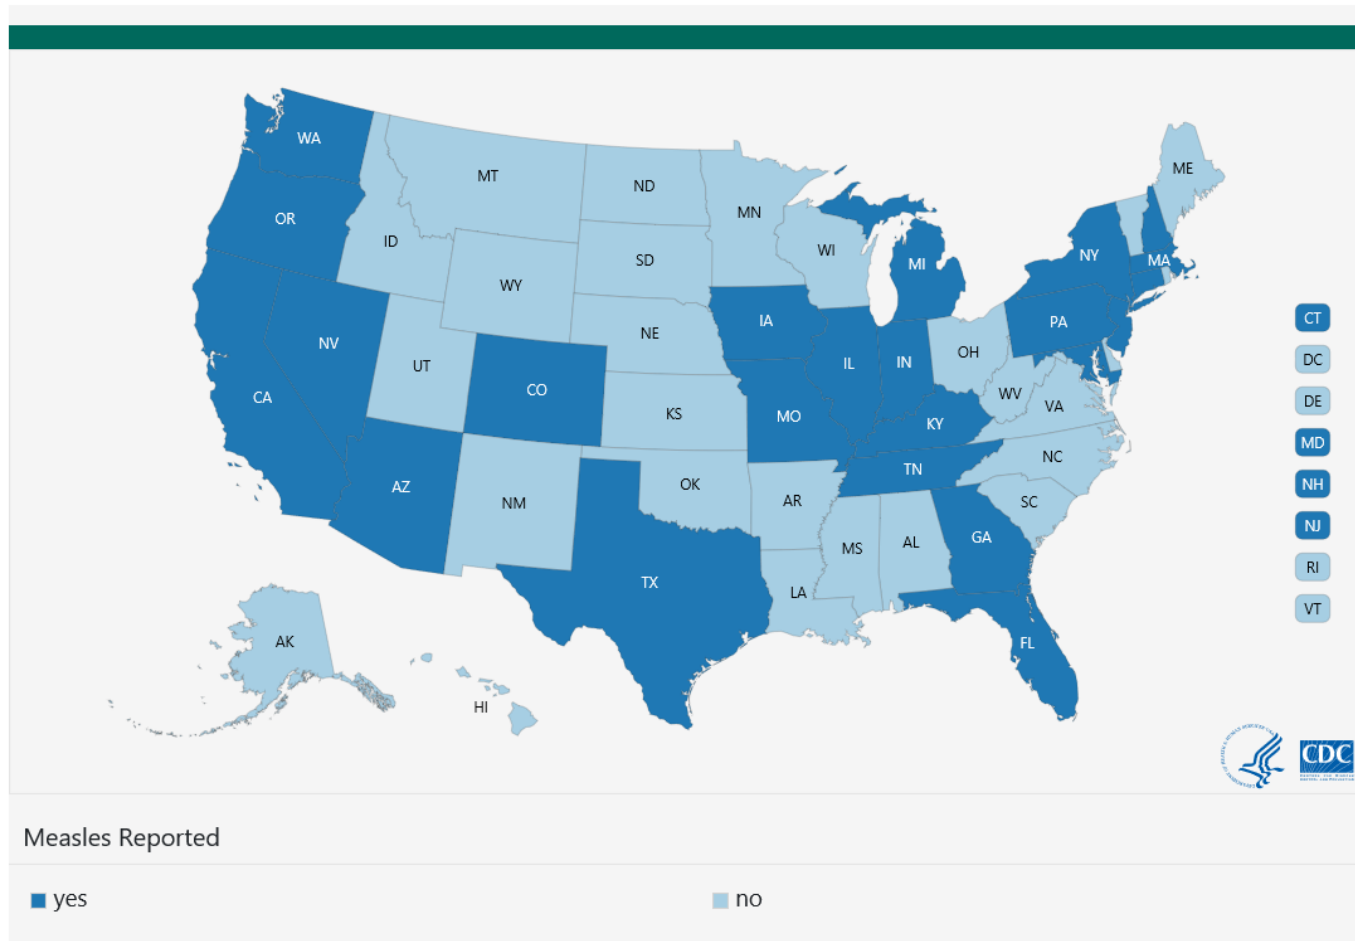 WA
MT
ND
ME
MN
OR
ID
WI
NY
MA
SD
MI
WY
IA
PA
CT
NE
NV
OH
DC
UT
IL
IN
CO
WV
DE
CA
VA
KS
MO
KY
MD
NC
TN
AZ
OK
NH
NM
AR
SC
NJ
MS
AL
GA
RI
TX
LA
VT
AK
FL
HI
CDC
Measles Reported
yes
no